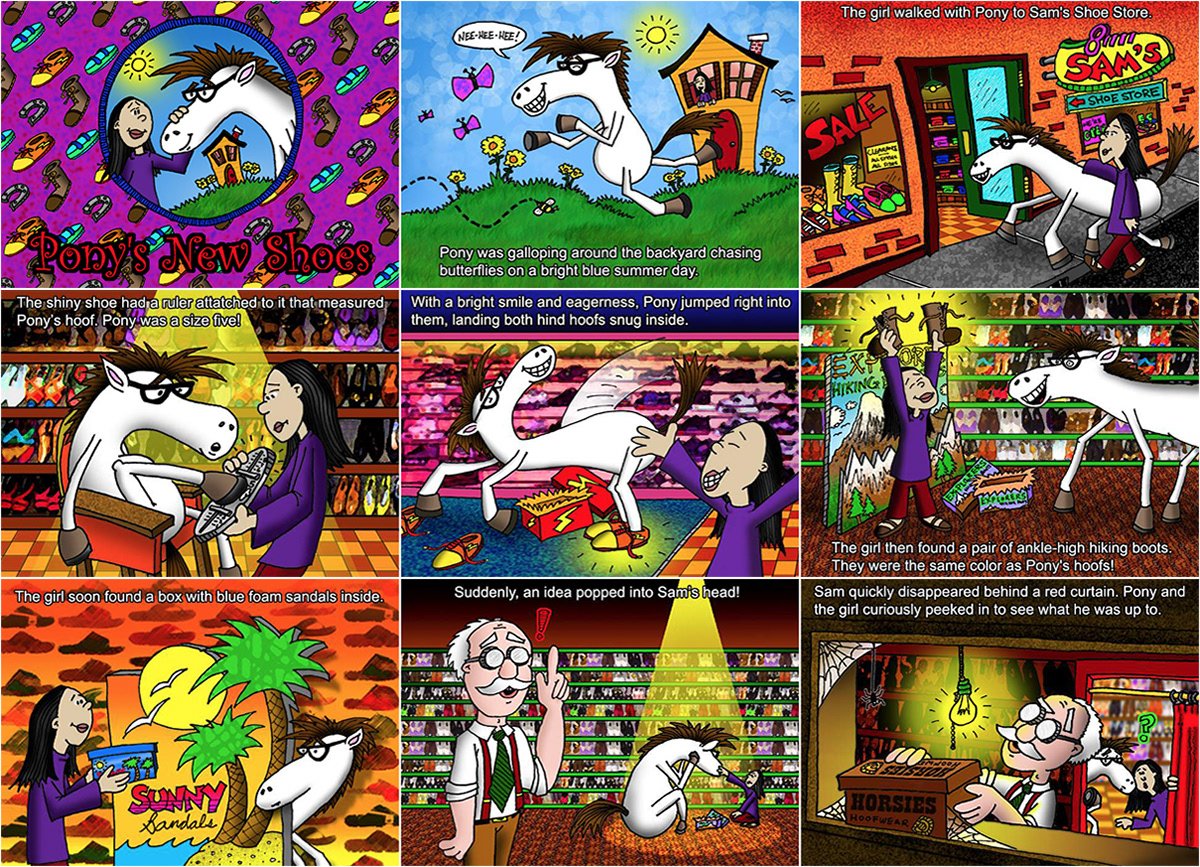 Pony's New Shoes
NEE-HEE-HEE!
Pony was galloping around the backyard chasing
butterflies on a bright blue summer day.
The girl walked with Pony to Sam's Shoe Store.
8
SAM'S
SHOE STORE
SALE
CLEARANCE
ALL SIZES
The shiny shoe had a ruler attatched to it that measured
Pony's hoof. Pony was a size five!
With a bright smile and eagerness, Pony jumped right into
them, landing both hind hoofs snug inside.
HIKING
The girl then found a pair of ankle-high hiking boots.
They were the same color as Pony's hoofs!
The girl soon found a box with blue foam sandals inside.
SUNNY
Sandals
Suddenly, an idea popped into Sam's head!
!
Sam quickly disappeared behind a red curtain. Pony and
the girl curiously peeked in to see what he was up to.
?
HORSIES
HOOFWEAR